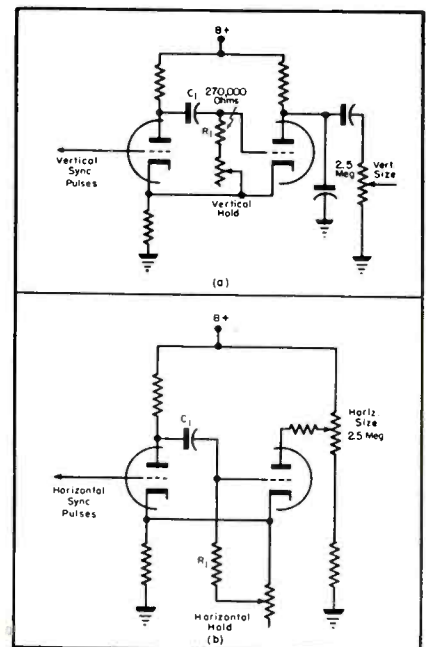 B+
C1
270,000
Ohms
R1
Vertical
Sync
Pulses
Vertical
Hold
2.5
Meg
Vert.
Size
(a)
B+
C1
Horiz.
Size
2.5 Meg
Horizontal
Sync
Pulses
R1
Horizontal
Hold
(b)